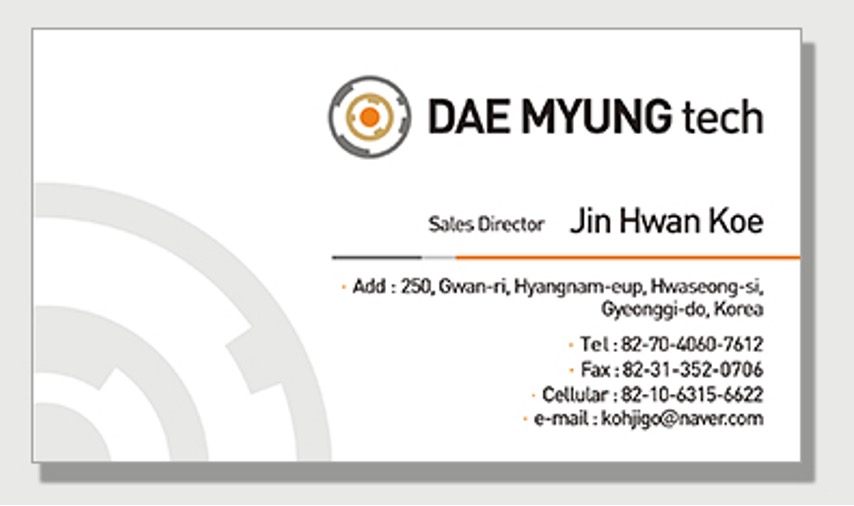 DAE MYUNG tech
Sales Director Jin Hwan Koe
Add : 250, Gwan-ri, Hyangnam-eup, Hwaseong-si,
Gyeonggi-do, Korea
Tel : 82-70-4060-7612
Fax : 82-31-352-0706
Cellular : 82-10-6315-6622
e-mail : kohjigo@naver.com